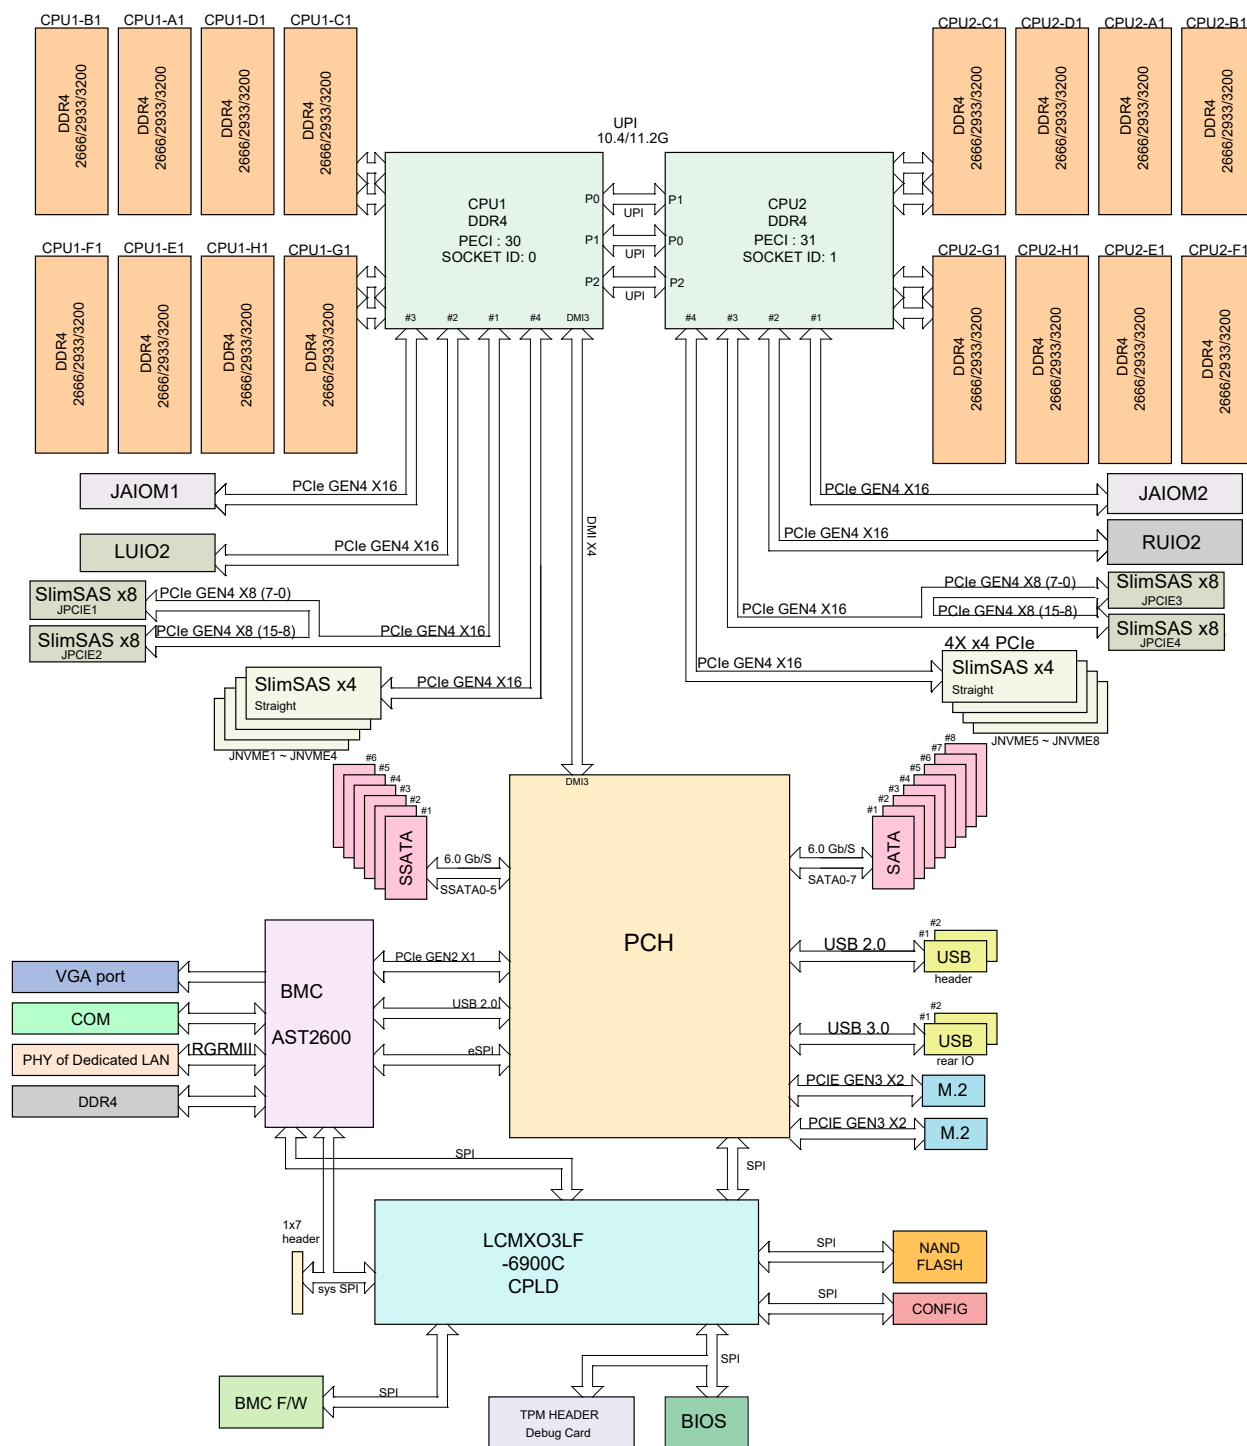 CPU1-B1
CPU1-A1
CPU1-D1
CPU1-C1
CPU2-C1
CPU2-D1
CPU2-A1
CPU2-B1
DDR4
2666/2933/3200
DDR4
2666/2933/3200
DDR4
2666/2933/3200
DDR4
2666/2933/3200
DDR4
2666/2933/3200
DDR4
2666/2933/3200
DDR4
2666/2933/3200
DDR4
2666/2933/3200
UPI
10.4/11.2G
CPU1
DDR4
PECI : 30
SOCKET ID: 0
P0
P1
P2
UPI
UPI
UPI
P1
P0
P2
CPU2
DDR4
PECI : 31
SOCKET ID: 1
CPU1-F1
CPU1-E1
CPU1-H1
CPU1-G1
CPU2-G1
CPU2-H1
CPU2-E1
CPU2-F1
DDR4
2666/2933/3200
DDR4
2666/2933/3200
DDR4
2666/2933/3200
DDR4
2666/2933/3200
DDR4
2666/2933/3200
DDR4
2666/2933/3200
DDR4
2666/2933/3200
DDR4
2666/2933/3200
#3
#2
#1
#4
DMI3
#4
#3
#2
#1
JAIOM1
PCIe GEN4 X16
PCIe GEN4 X16
JAIOM2
DMI X4
LUIO2
PCIe GEN4 X16
PCIe GEN4 X16
RUIO2
SlimSAS x8
JPCIE1
PCIe GEN4 X8 (7-0)
PCIe GEN4 X8 (7-0)
SlimSAS x8
JPCIE3
SlimSAS x8
JPCIE2
PCIe GEN4 X8 (15-8)
PCIe GEN4 X16
PCIe GEN4 X16
PCIe GEN4 X8 (15-8)
SlimSAS x8
JPCIE4
SlimSAS x4
Straight
JNVME1 ~ JNVME4
PCIe GEN4 X16
PCIe GEN4 X16
4X x4 PCIe
SlimSAS x4
Straight
JNVME5 ~ JNVME8
#6
#5
#4
#3
#2
#1
SSATA
6.0 Gb/S
SSATA0-5
DMI3
PCH
6.0 Gb/S
SATA0-7
#8
#7
#6
#5
#4
#3
#2
#1
SATA
USB 2.0
#2
#1
USB
header
USB 3.0
#2
#1
USB
rear IO
PCIE GEN3 X2
M.2
PCIE GEN3 X2
M.2
VGA port
COM
PHY of Dedicated LAN
RGRMII
DDR4
BMC
AST2600
PCIe GEN2 X1
USB 2.0
eSPI
SPI
SPI
1x7
header
sys SPI
LCMXO3LF
-6900C
CPLD
SPI
NAND
FLASH
SPI
CONFIG
SPI
BMC F/W
SPI
TPM HEADER
Debug Card
BIOS